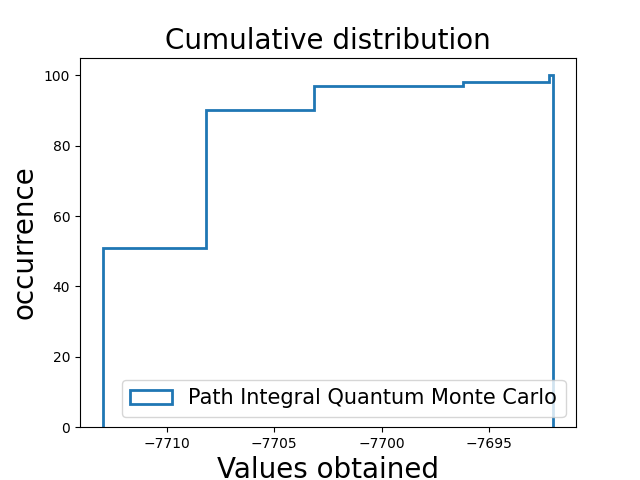 Cumulative distribution
100
80
60
40
20
0
occurrence
Path Integral Quantum Monte Carlo
−7710 −7705 −7700 −7695
Values obtained